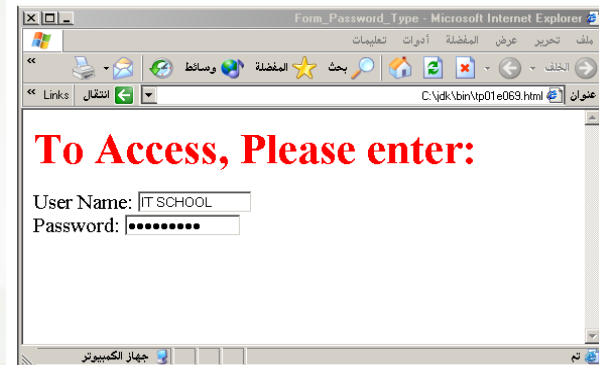 Form_Password_Type - Microsoft Internet Explorer
ملف تحرير عرض المفضلة أدوات تعليمات
الخلف بحث المفضلة وسائط »
عنوان C:\jdk\bin\tp01e069.html انتقال Links »
To Access, Please enter:
User Name: IT SCHOOL
Password: •••••••••
تم جهاز الكمبيوتر